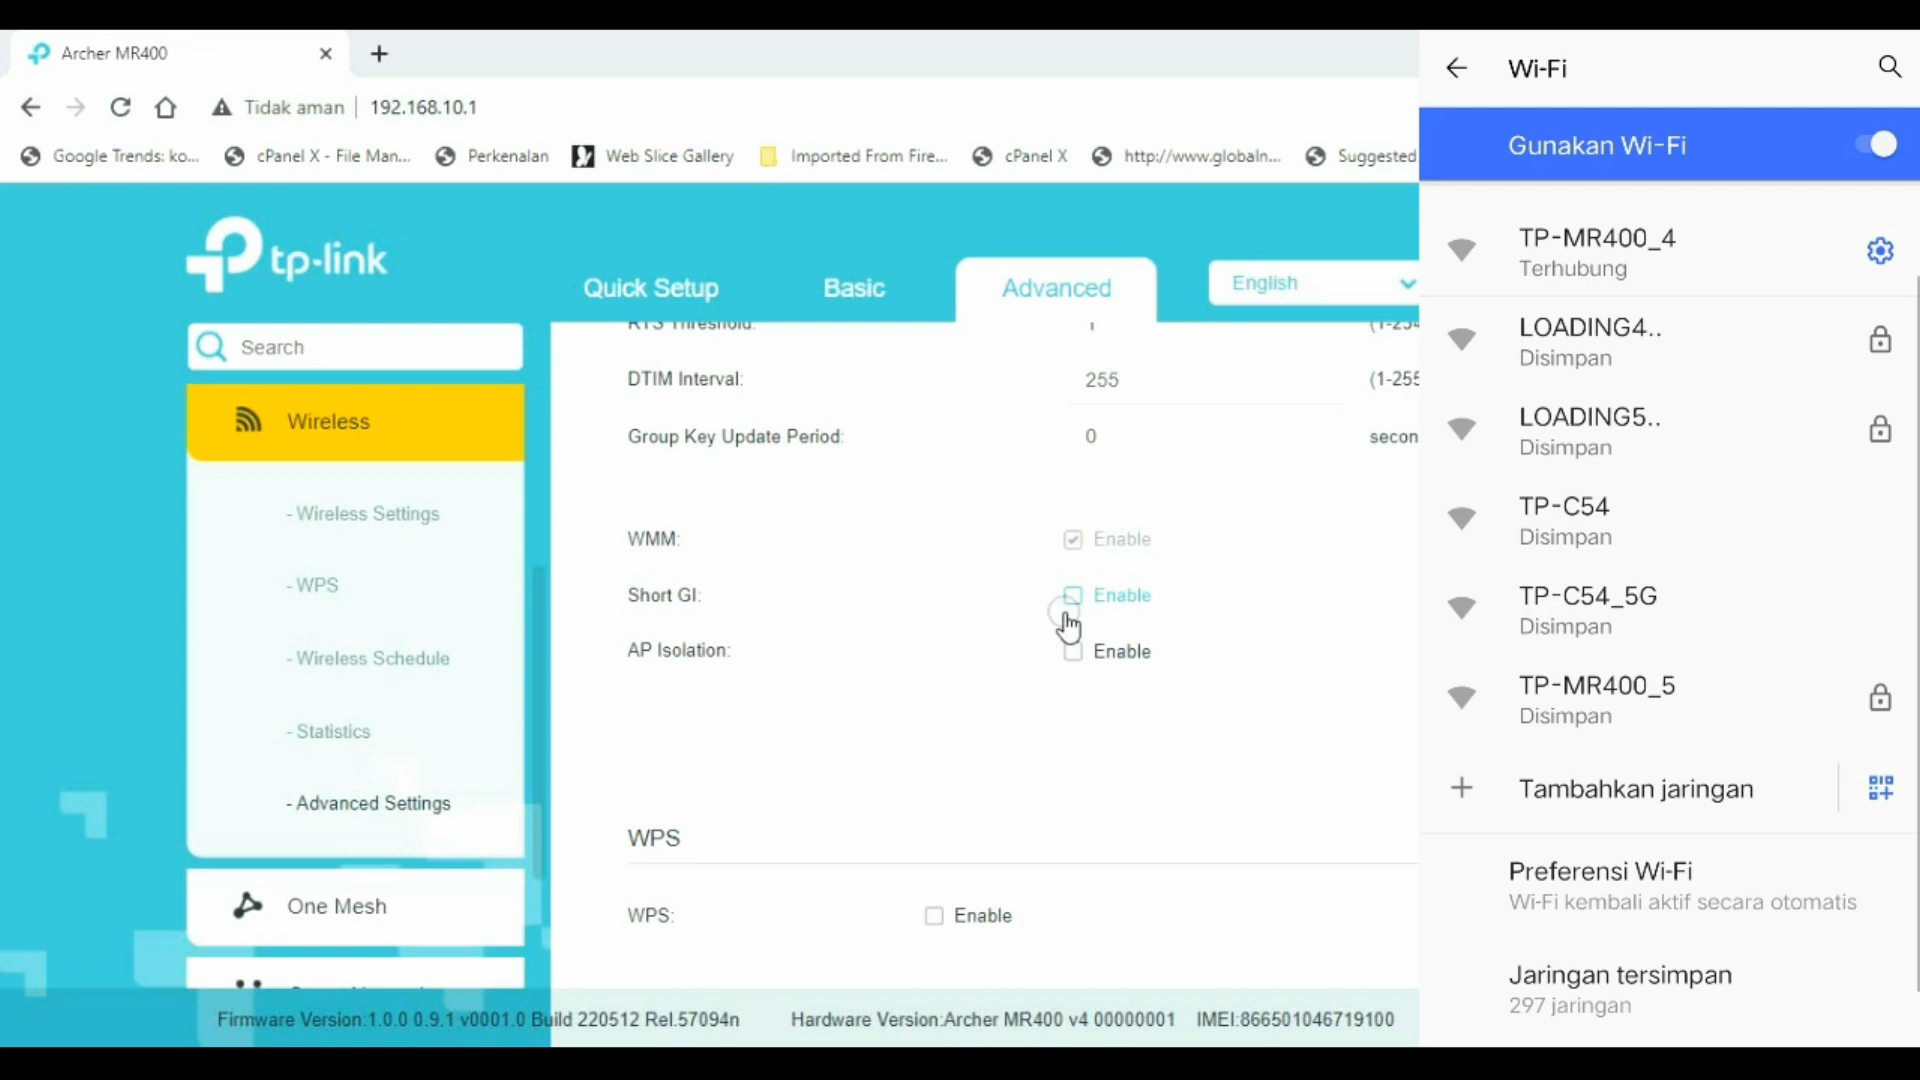 Archer MR400
Tidak aman
192.168.10.1
Google Trends: ko...
cPanel X - File Man...
Perkenalan
Web Slice Gallery
Imported From Fire...
cPanel X
http://www.globaln...
Suggested
tp-link
Quick Setup
Basic
Advanced
English
Search
Wireless
- Wireless Settings
- WPS
- Wireless Schedule
- Statistics
- Advanced Settings
One Mesh
RTS Threshold:
1
DTIM Interval:
255
(1-255
Group Key Update Period:
0
secon
WMM:
Enable
Short GI:
Enable
AP Isolation:
Enable
WPS
WPS:
Enable
Firmware Version:1.0.0 0.9.1 v0001.0 Build 220512 Rel.57094n
Hardware Version:Archer MR400 v4 00000001
IMEI:866501046719100
Wi-Fi
Gunakan Wi-Fi
TP-MR400_4
Terhubung
LOADING4..
Disimpan
LOADING5..
Disimpan
TP-C54
Disimpan
TP-C54_5G
Disimpan
TP-MR400_5
Disimpan
Tambahkan jaringan
Preferensi Wi-Fi
Wi-Fi kembali aktif secara otomatis
Jaringan tersimpan
297 jaringan